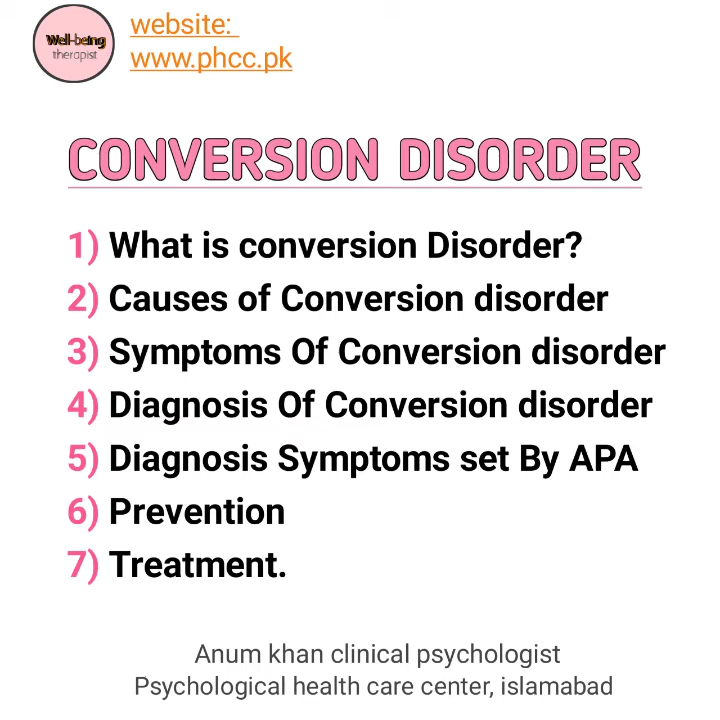 Well-being
therapist
website:
www.phcc.pk
CONVERSION DISORDER
1) What is conversion Disorder?
2) Causes of Conversion disorder
3) Symptoms Of Conversion disorder
4) Diagnosis Of Conversion disorder
5) Diagnosis Symptoms set By APA
6) Prevention
7) Treatment.
Anum khan clinical psychologist
Psychological health care center, islamabad